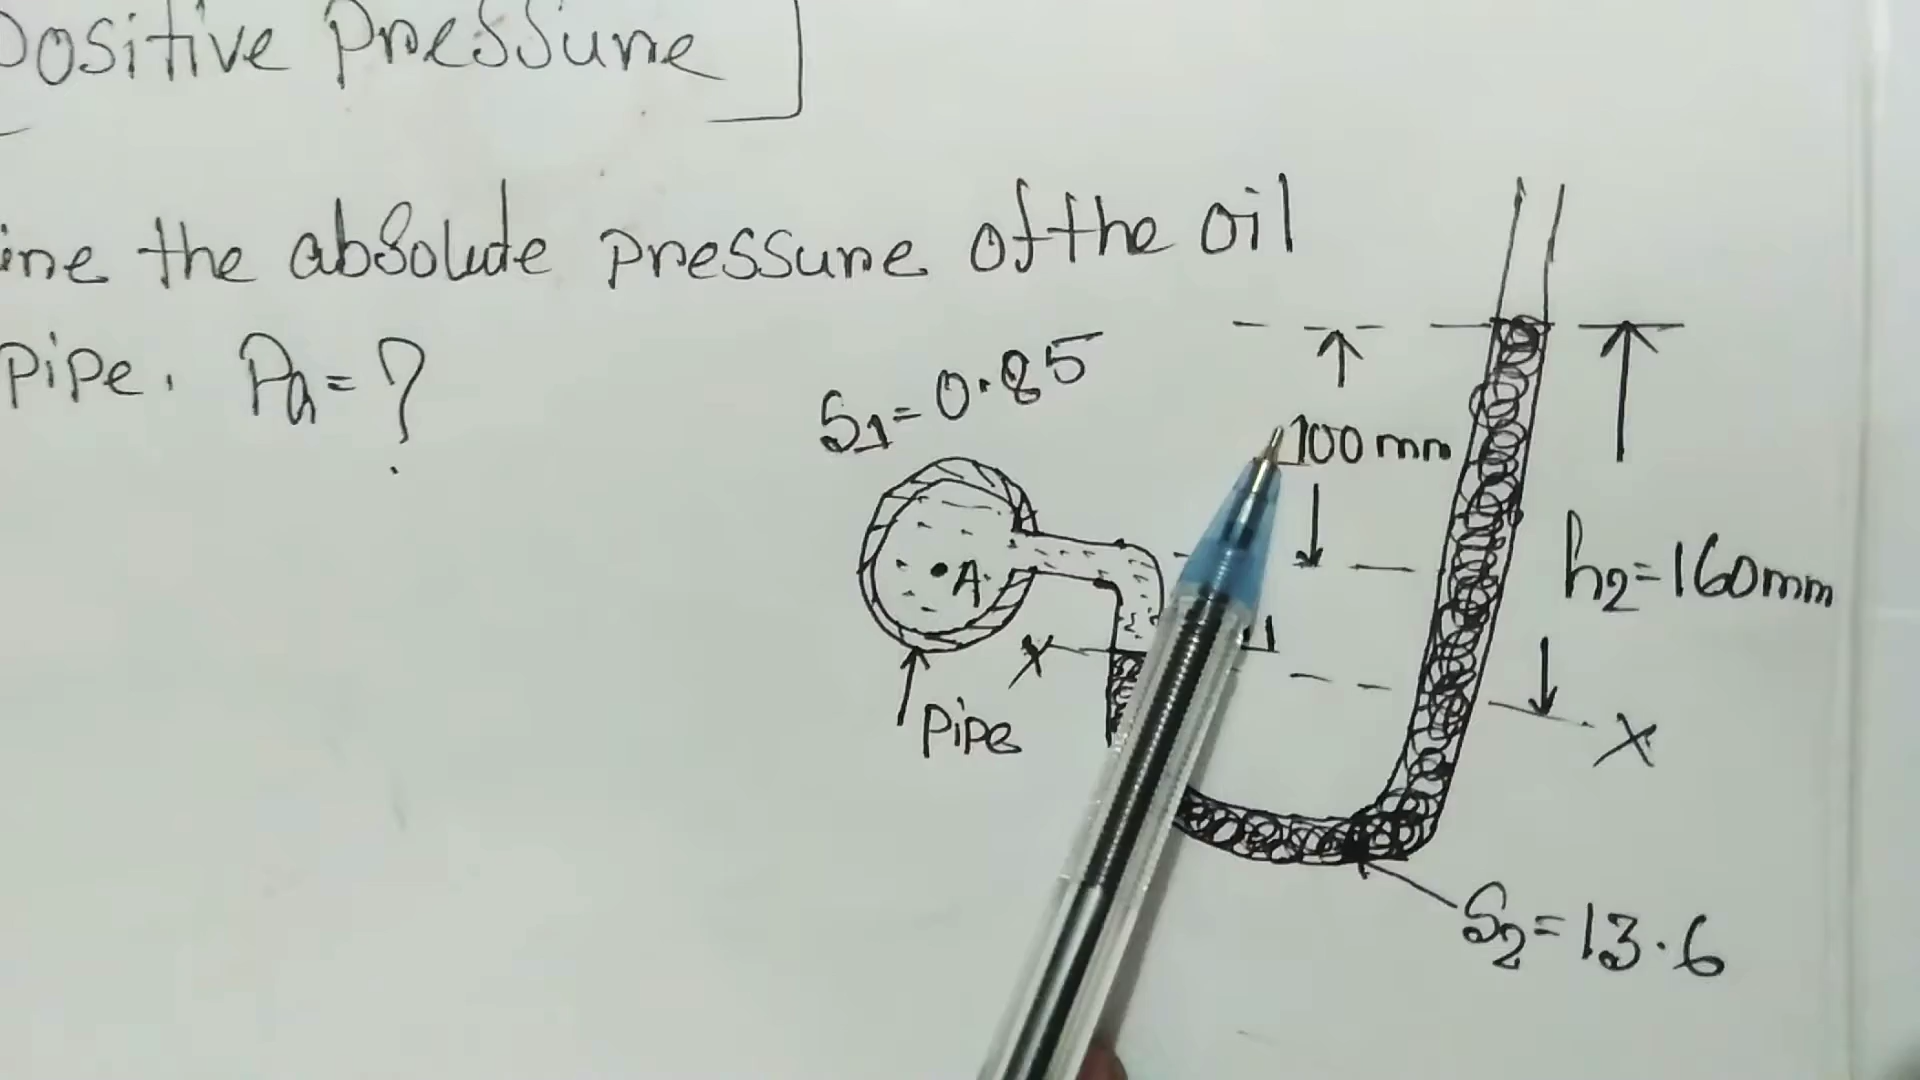 positive pressure]
ine the absolute pressure of the oil
pipe. Pa = ?
S1 = 0.85
100 mm
A
h2 = 160mm
X
X
pipe
S2 = 13.6